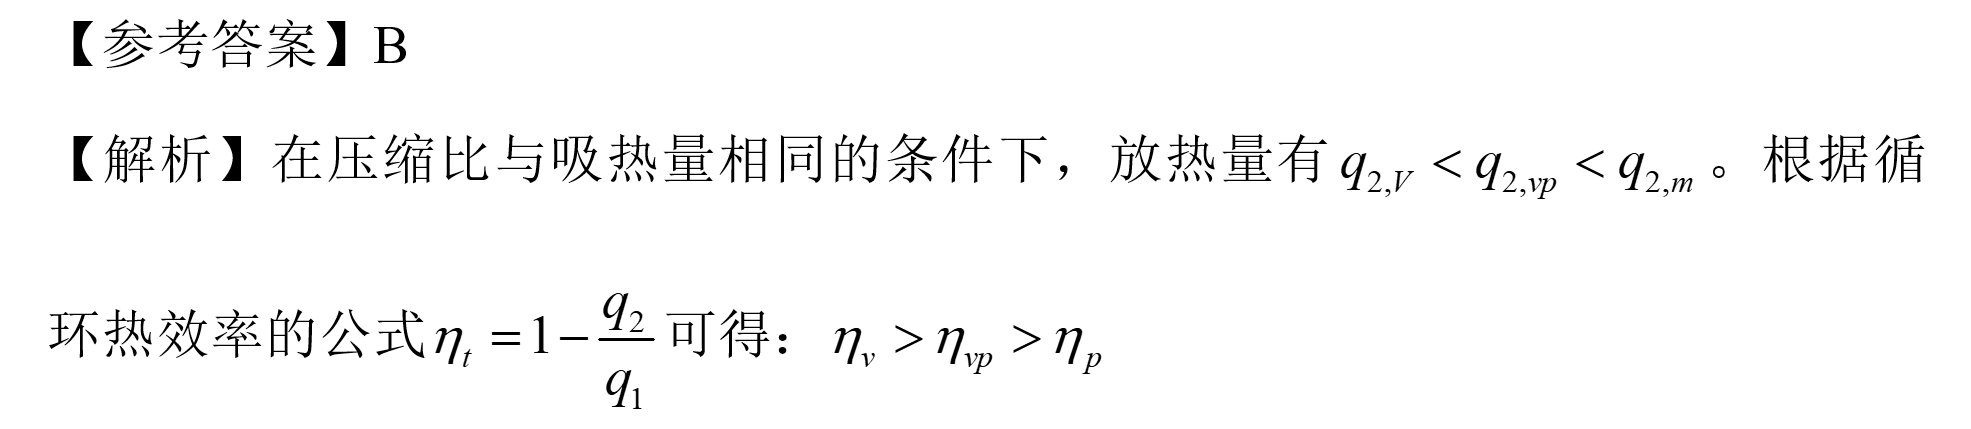 【参考答案】B
【解析】在压缩比与吸热量相同的条件下，放热量有 $q_{2,V} < q_{2,vp} < q_{2,m}$ 。根据循
环热效率的公式 $\eta_t = 1 - \frac{q_2}{q_1}$ 可得： $\eta_v > \eta_{vp} > \eta_p$